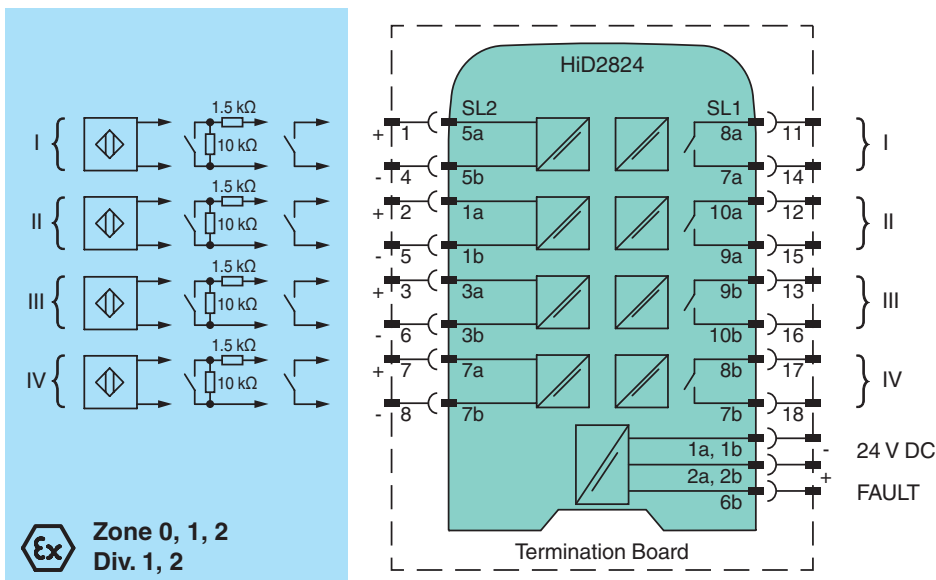 HiD2824
SL2 SL1
1.5 kΩ
I + 1 5a 8a 11 I
10 kΩ
- 4 5b 7a 14
1.5 kΩ
II + 2 1a 10a 12 II
10 kΩ
- 5 1b 9a 15
1.5 kΩ
III + 3 3a 9b 13 III
10 kΩ
- 6 3b 10b 16
1.5 kΩ
IV + 7 7a 8b 17 IV
10 kΩ
- 8 7b 7b 18
1a, 1b - 24 V DC
2a, 2b +
6b FAULT
Ex Zone 0, 1, 2
Div. 1, 2
Termination Board